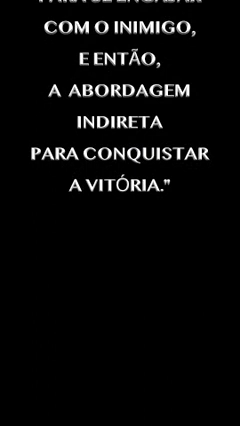 COM O INIMIGO,
E ENTÃO,
A ABORDAGEM
INDIRETA
PARA CONQUISTAR
A VITÓRIA."